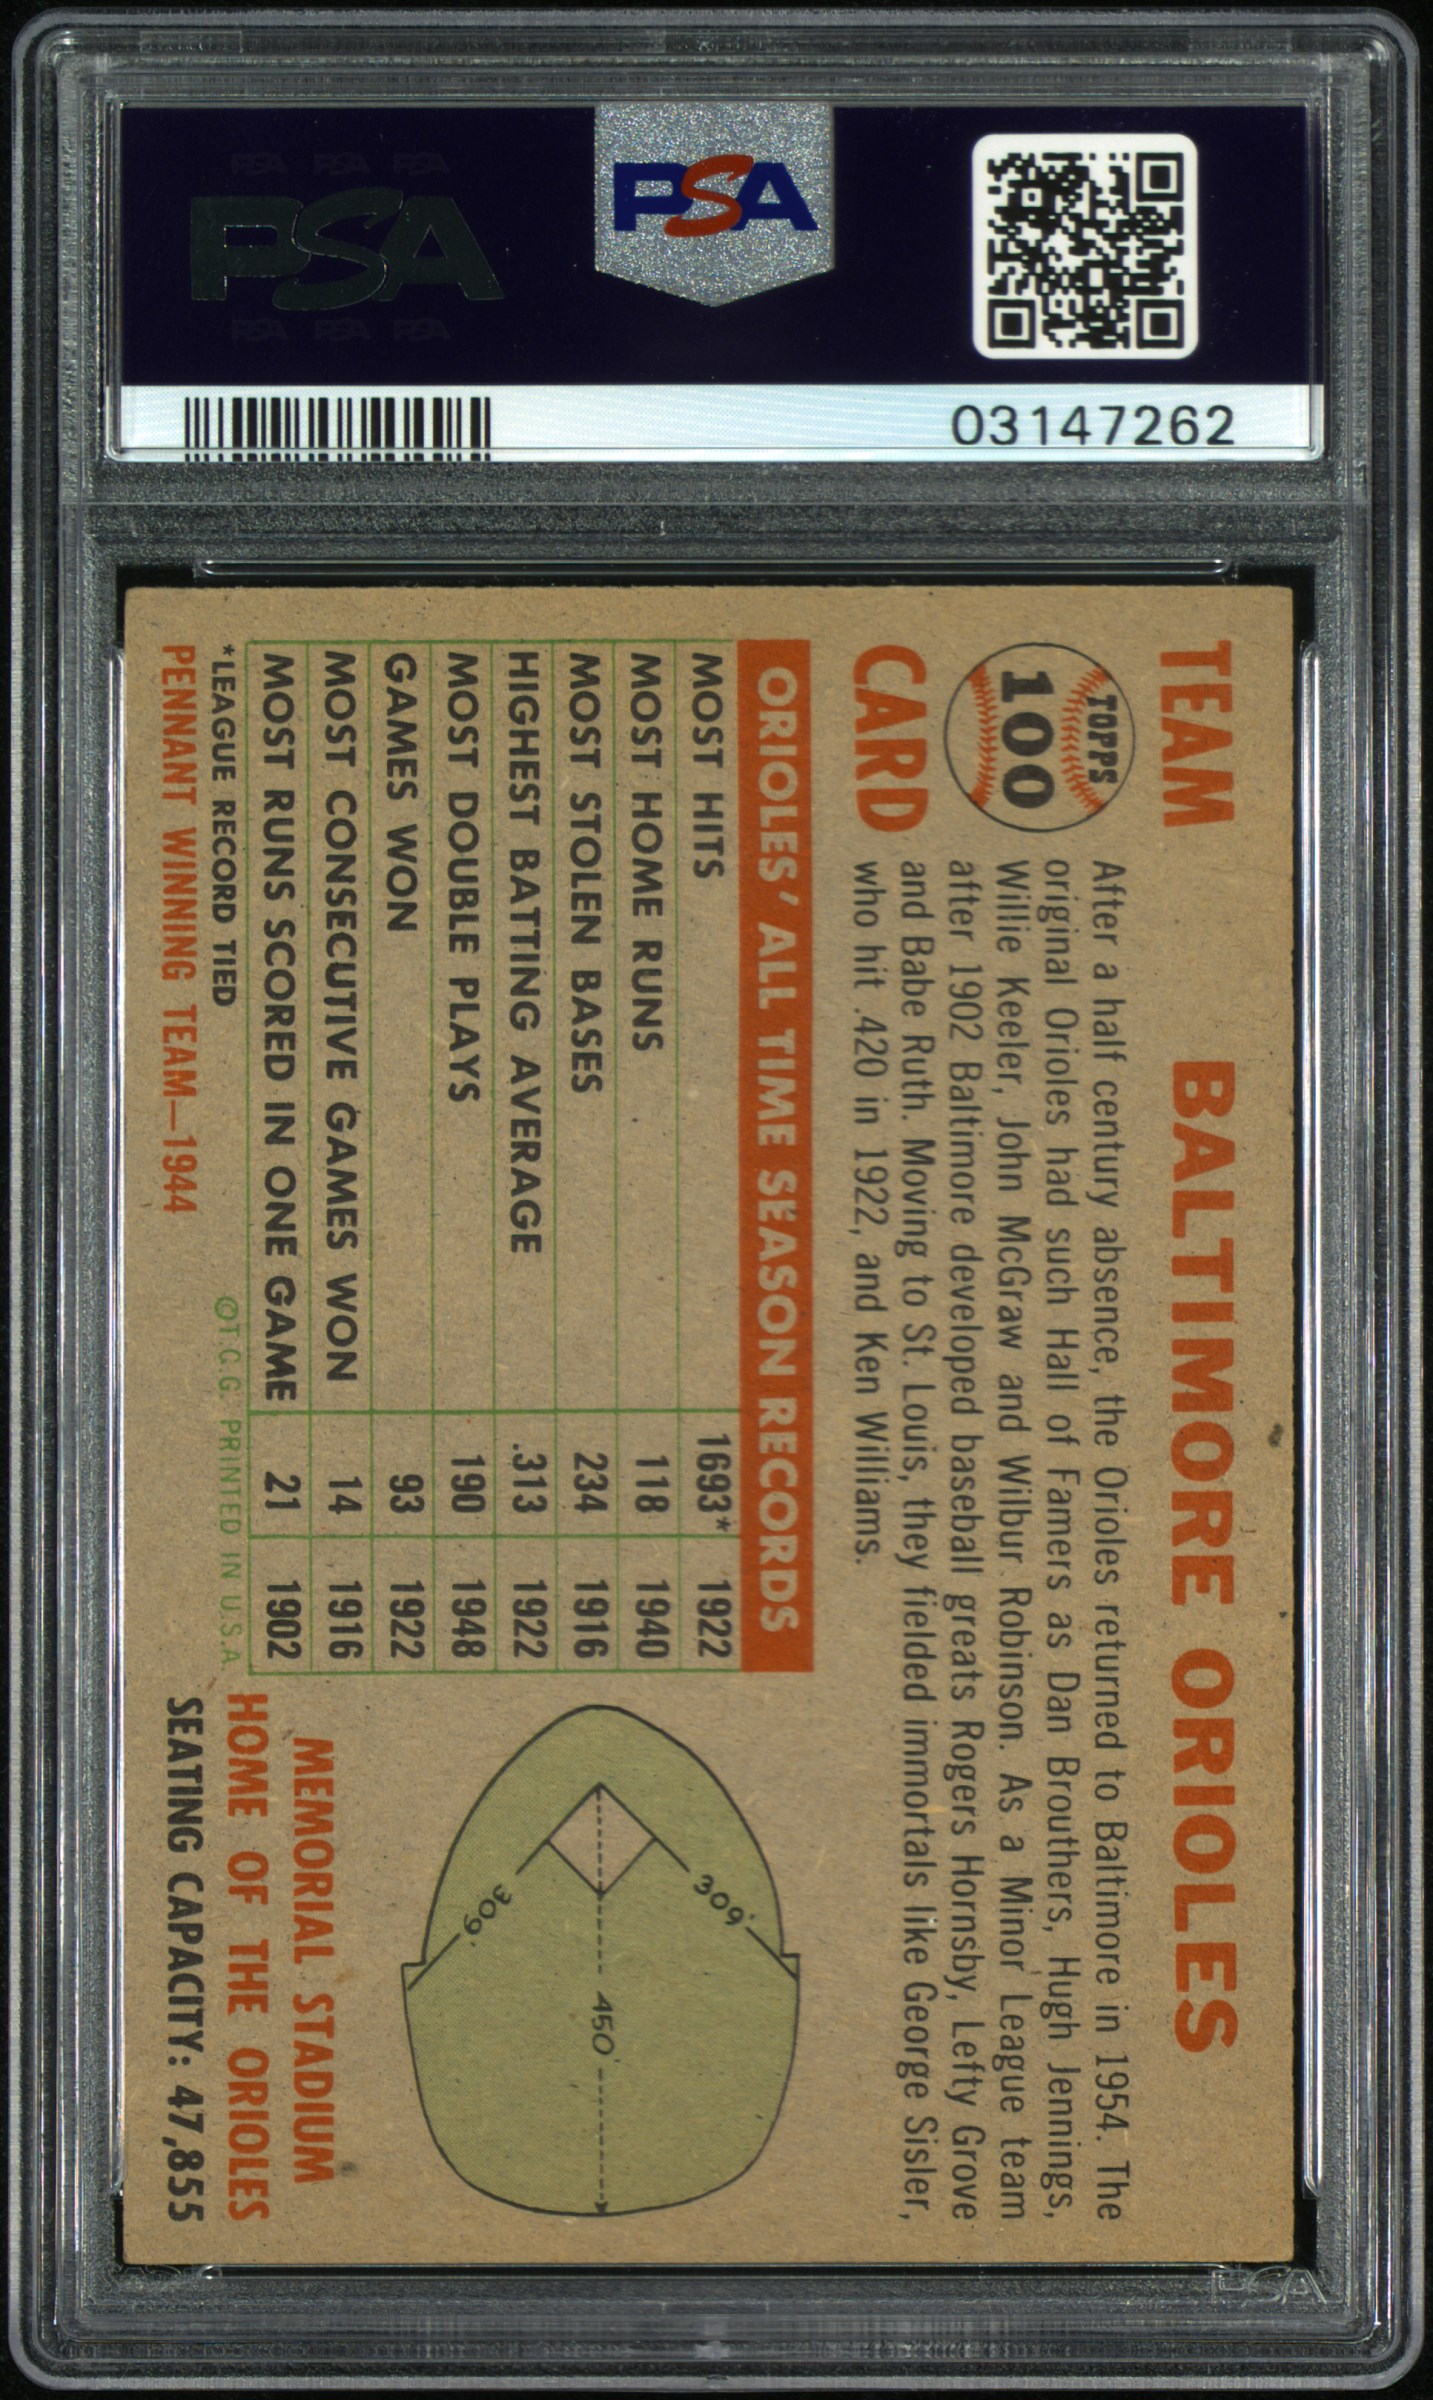 PSA PSA PSA
PSA
PSA PSA PSA
PSA
03147262
TEAM
TOPPS
100
CARD
BALTIMORE ORIOLES
After a half century absence, the Orioles returned to Baltimore in 1954. The
original Orioles had such Hall of Famers as Dan Brouthers, Hugh Jennings,
Willie Keeler, John McGraw and Wilbur Robinson. As a Minor League team
after 1902 Baltimore developed baseball greats Rogers Hornsby, Lefty Grove
and Babe Ruth. Moving to St. Louis, they fielded immortals like George Sisler,
who hit .420 in 1922, and Ken Williams.
ORIOLES' ALL TIME SEASON RECORDS
MOST HITS 1693* 1922
MOST HOME RUNS 118 1940
MOST STOLEN BASES 234 1916
HIGHEST BATTING AVERAGE .313 1922
MOST DOUBLE PLAYS 190 1948
GAMES WON 93 1922
MOST CONSECUTIVE GAMES WON 14 1916
MOST RUNS SCORED IN ONE GAME 21 1902
*LEAGUE RECORD TIED
©T.C.G. PRINTED IN U.S.A.
PENNANT WINNING TEAM—1944
309'
450'
309'
MEMORIAL STADIUM
HOME OF THE ORIOLES
SEATING CAPACITY: 47,855
PSA